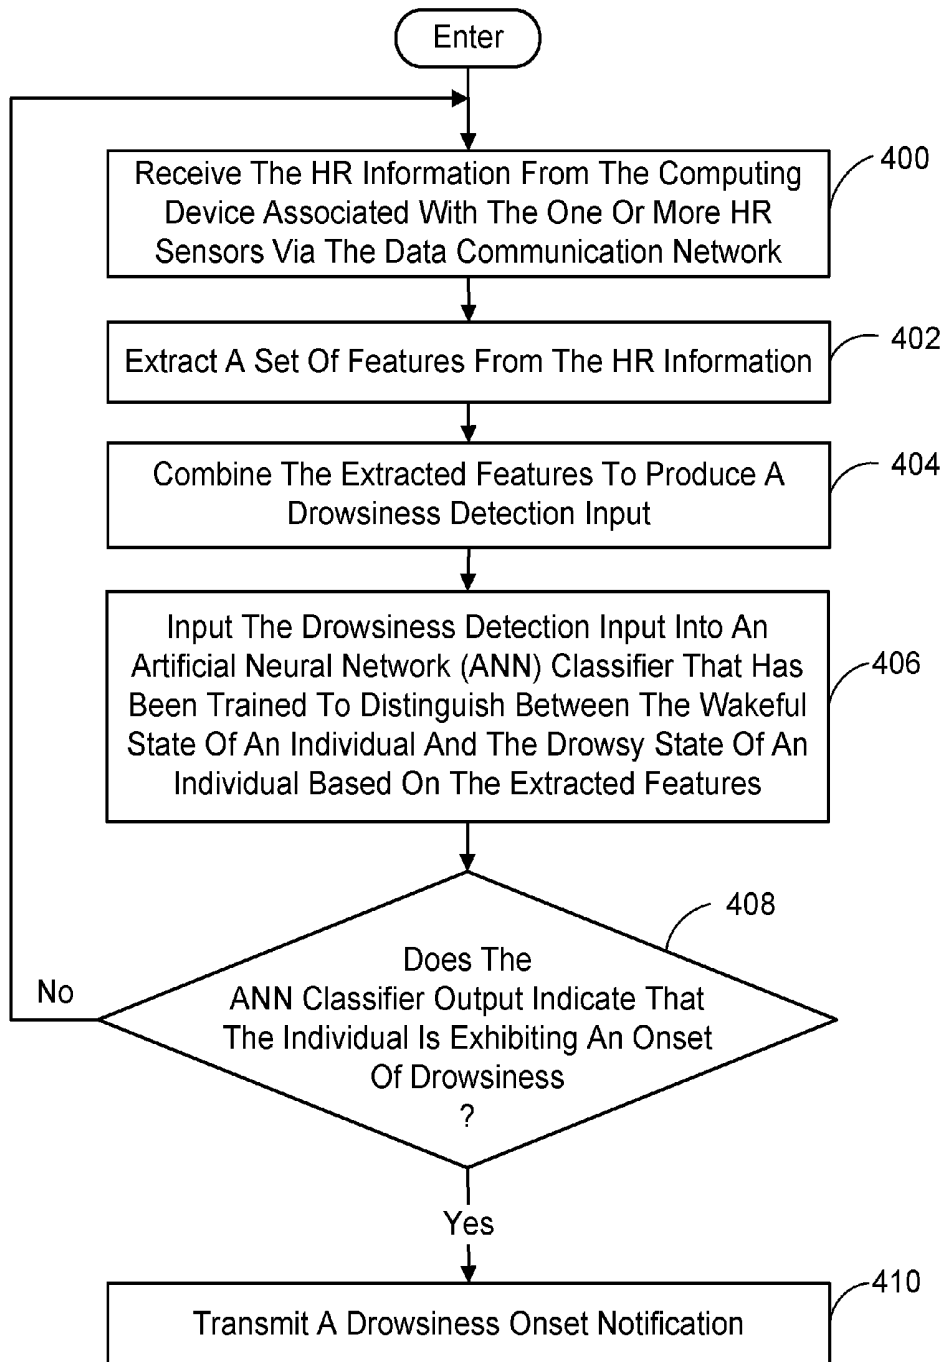 Enter
Receive The HR Information From The Computing
Device Associated With The One Or More HR
Sensors Via The Data Communication Network
400
Extract A Set Of Features From The HR Information
402
Combine The Extracted Features To Produce A
Drowsiness Detection Input
404
Input The Drowsiness Detection Input Into An
Artificial Neural Network (ANN) Classifier That Has
Been Trained To Distinguish Between The Wakeful
State Of An Individual And The Drowsy State Of An
Individual Based On The Extracted Features
406
408
Does The
ANN Classifier Output Indicate That
The Individual Is Exhibiting An Onset
Of Drowsiness
?
No
Yes
Transmit A Drowsiness Onset Notification
410